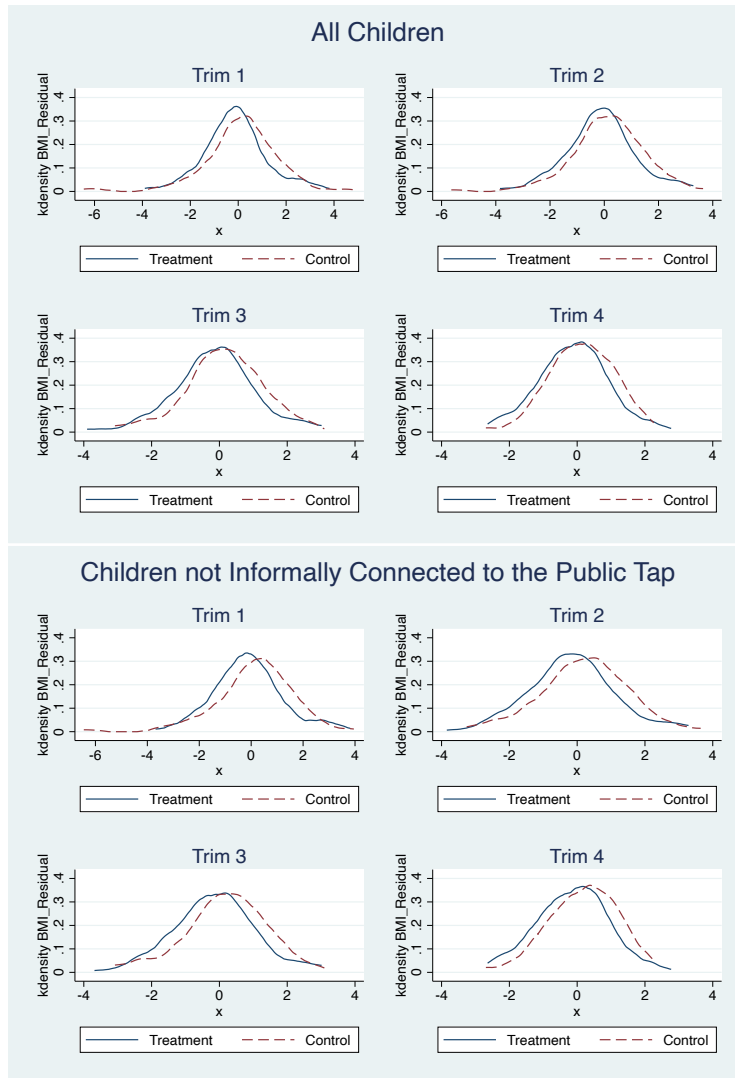 All Children
Trim 1
kdensity BMI_Residual
0 .1 .2 .3 .4
-6 -4 -2 0 2 4
x
Treatment Control
Trim 2
kdensity BMI_Residual
0 .1 .2 .3 .4
-6 -4 -2 0 2 4
x
Treatment Control
Trim 3
kdensity BMI_Residual
0 .1 .2 .3 .4
-4 -2 0 2 4
x
Treatment Control
Trim 4
kdensity BMI_Residual
0 .1 .2 .3 .4
-4 -2 0 2 4
x
Treatment Control
Children not Informally Connected to the Public Tap
Trim 1
kdensity BMI_Residual
0 .1 .2 .3 .4
-6 -4 -2 0 2 4
x
Treatment Control
Trim 2
kdensity BMI_Residual
0 .1 .2 .3 .4
-4 -2 0 2 4
x
Treatment Control
Trim 3
kdensity BMI_Residual
0 .1 .2 .3 .4
-4 -2 0 2 4
x
Treatment Control
Trim 4
kdensity BMI_Residual
0 .1 .2 .3 .4
-4 -2 0 2 4
x
Treatment Control